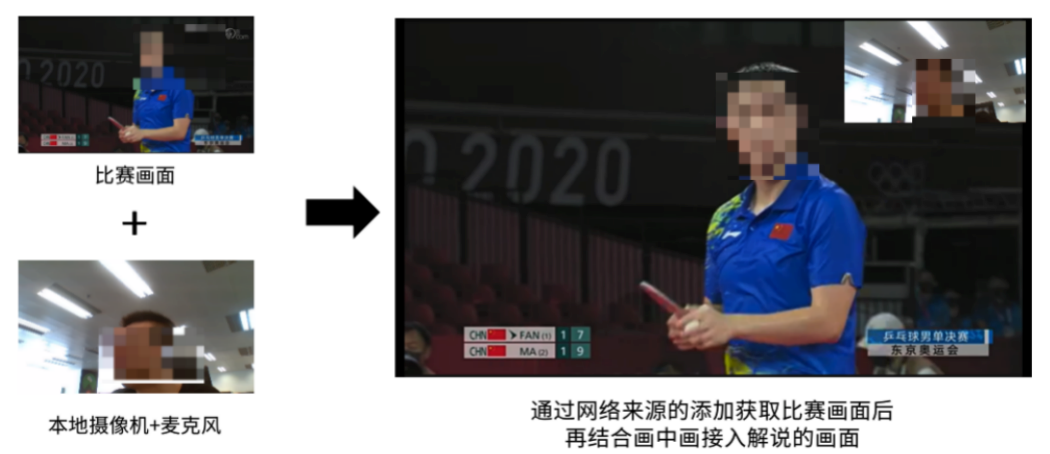 2020
比赛画面
+
本地摄像机+麦克风
2020
CHN FAN (1) 1 7
CHN MA (2) 1 9
乒乓球男单决赛
东京奥运会
通过网络来源的添加获取比赛画面后
再结合画中画接入解说的画面